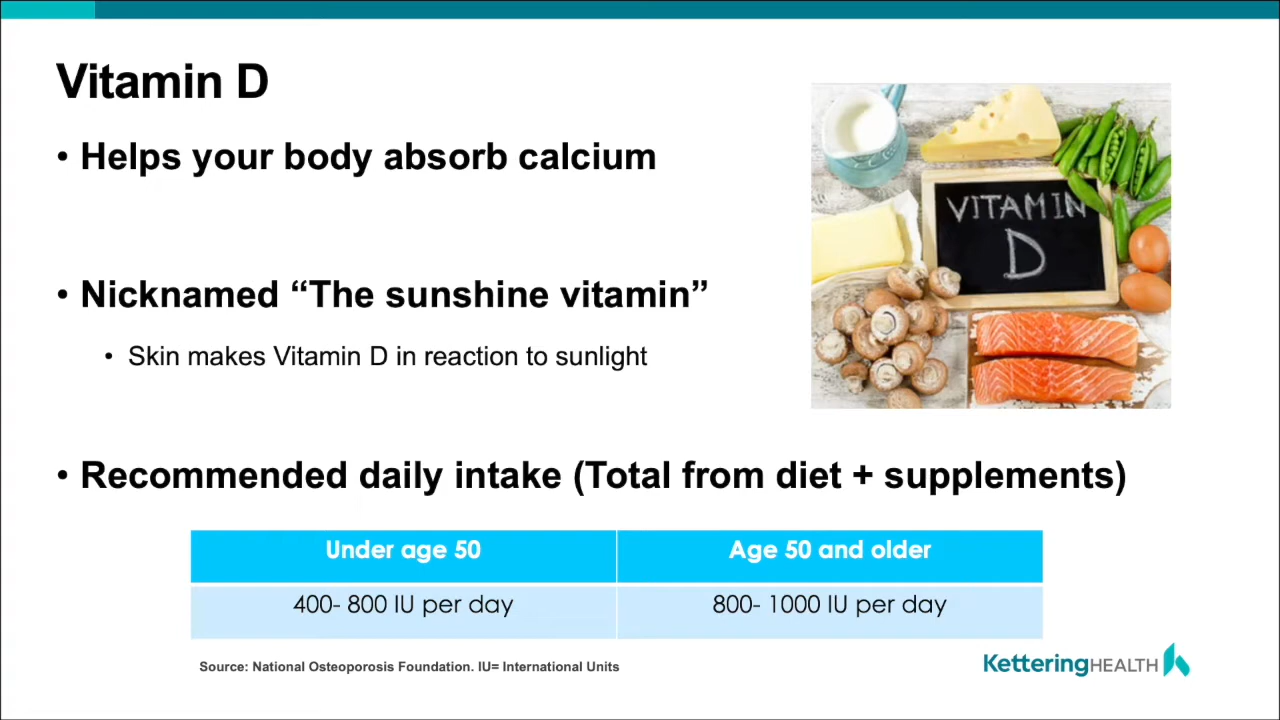 Vitamin D
• Helps your body absorb calcium
VITAMIN
D
• Nicknamed “The sunshine vitamin”
• Skin makes Vitamin D in reaction to sunlight
• Recommended daily intake (Total from diet + supplements)
Under age 50 Age 50 and older
400- 800 IU per day 800- 1000 IU per day
Source: National Osteoporosis Foundation. IU= International Units
KetteringHEALTH